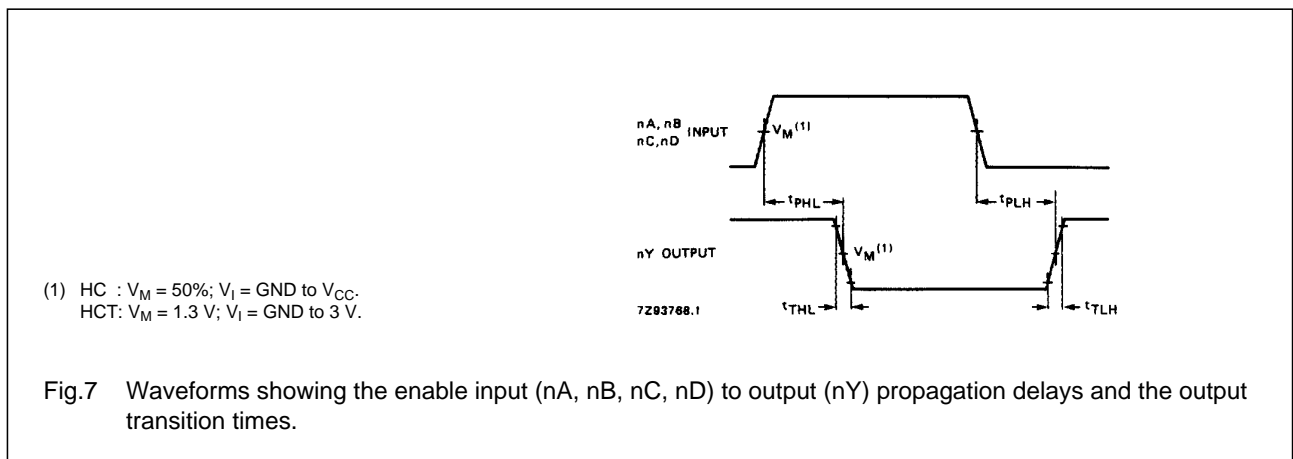 nA, nB
nC, nD INPUT
VM(1)
tPHL
tPLH
nY OUTPUT
VM(1)
(1) HC : VM = 50%; VI = GND to VCC.
HCT: VM = 1.3 V; VI = GND to 3 V.
7Z93768.1
tTHL
tTLH
Fig.7 Waveforms showing the enable input (nA, nB, nC, nD) to output (nY) propagation delays and the output
transition times.